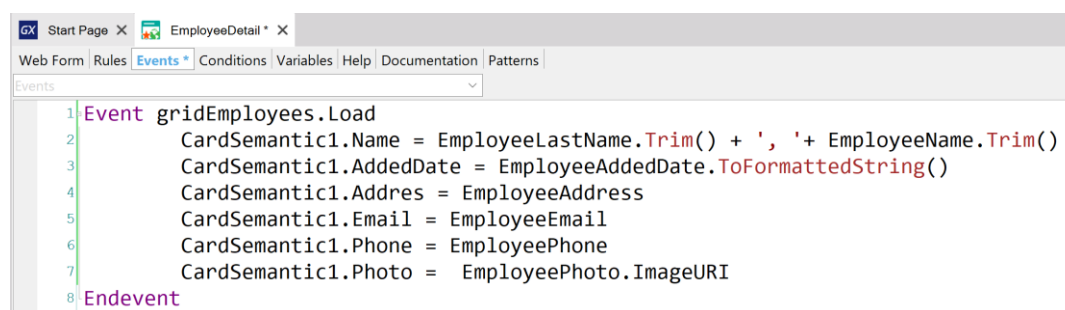 GX Start Page X EmployeeDetail * X
Web Form Rules Events * Conditions Variables Help Documentation Patterns
Events
1 Event gridEmployees.Load
2 CardSemantic1.Name = EmployeeLastName.Trim() + ', '+ EmployeeName.Trim()
3 CardSemantic1.AddedDate = EmployeeAddedDate.ToFormattedString()
4 CardSemantic1.Addres = EmployeeAddress
5 CardSemantic1.Email = EmployeeEmail
6 CardSemantic1.Phone = EmployeePhone
7 CardSemantic1.Photo =  EmployeePhoto.ImageURI
8 Endevent